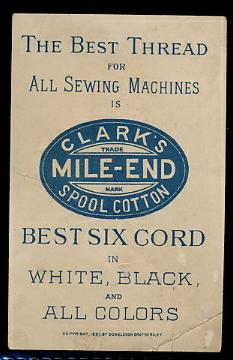 THE BEST THREAD
FOR
ALL SEWING MACHINES
IS
CLARK'S
TRADE
MILE-END
MARK
SPOOL COTTON
BEST SIX CORD
IN
WHITE, BLACK,
AND
ALL COLORS
COPYRIGHT, 1881, BY DONALDSON BROTHERS, N.Y.